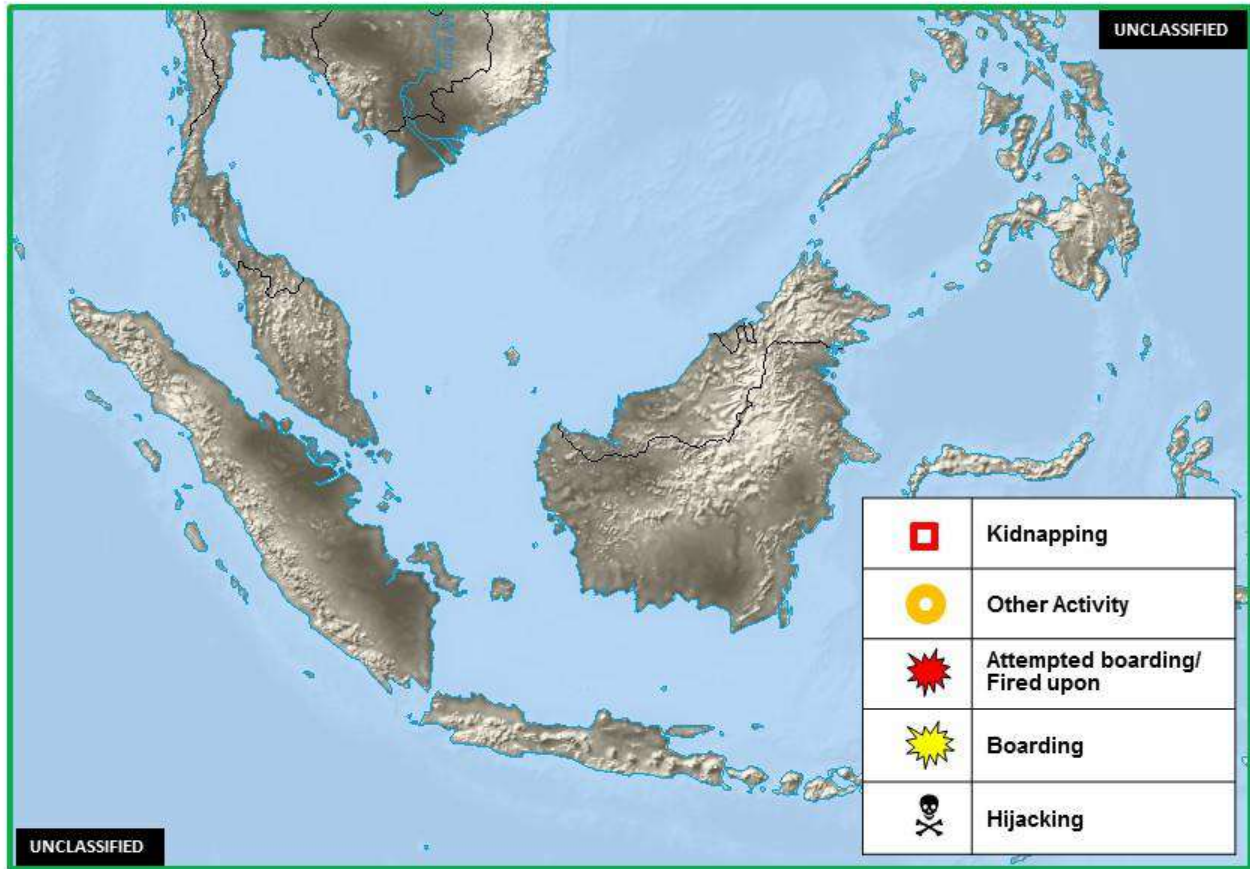 UNCLASSIFIED
Kidnapping
Other Activity
Attempted boarding/
Fired upon
Boarding
Hijacking
UNCLASSIFIED